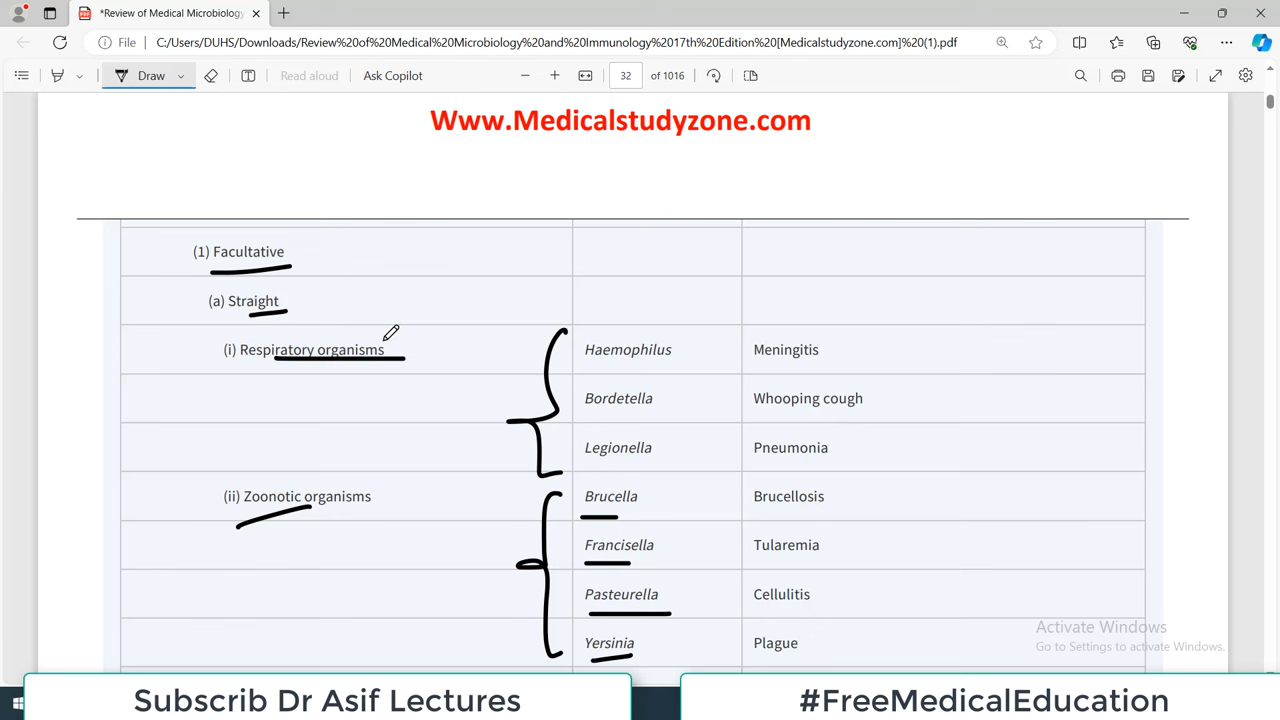 *Review of Medical Microbiology
File
C:/Users/DUHS/Downloads/Review%20of%20Medical%20Microbiology%20and%20Immunology%2017th%20Edition%20[Medicalstudyzone.com]%20(1).pdf
Draw
Read aloud
Ask Copilot
32 of 1016
Www.Medicalstudyzone.com
(1) Facultative
(a) Straight
(i) Respiratory organisms Haemophilus Meningitis
Bordetella Whooping cough
Legionella Pneumonia
(ii) Zoonotic organisms Brucella Brucellosis
Francisella Tularemia
Pasteurella Cellulitis
Yersinia Plague
Activate Windows
Go to Settings to activate Windows.
Subscrib Dr Asif Lectures
#FreeMedicalEducation